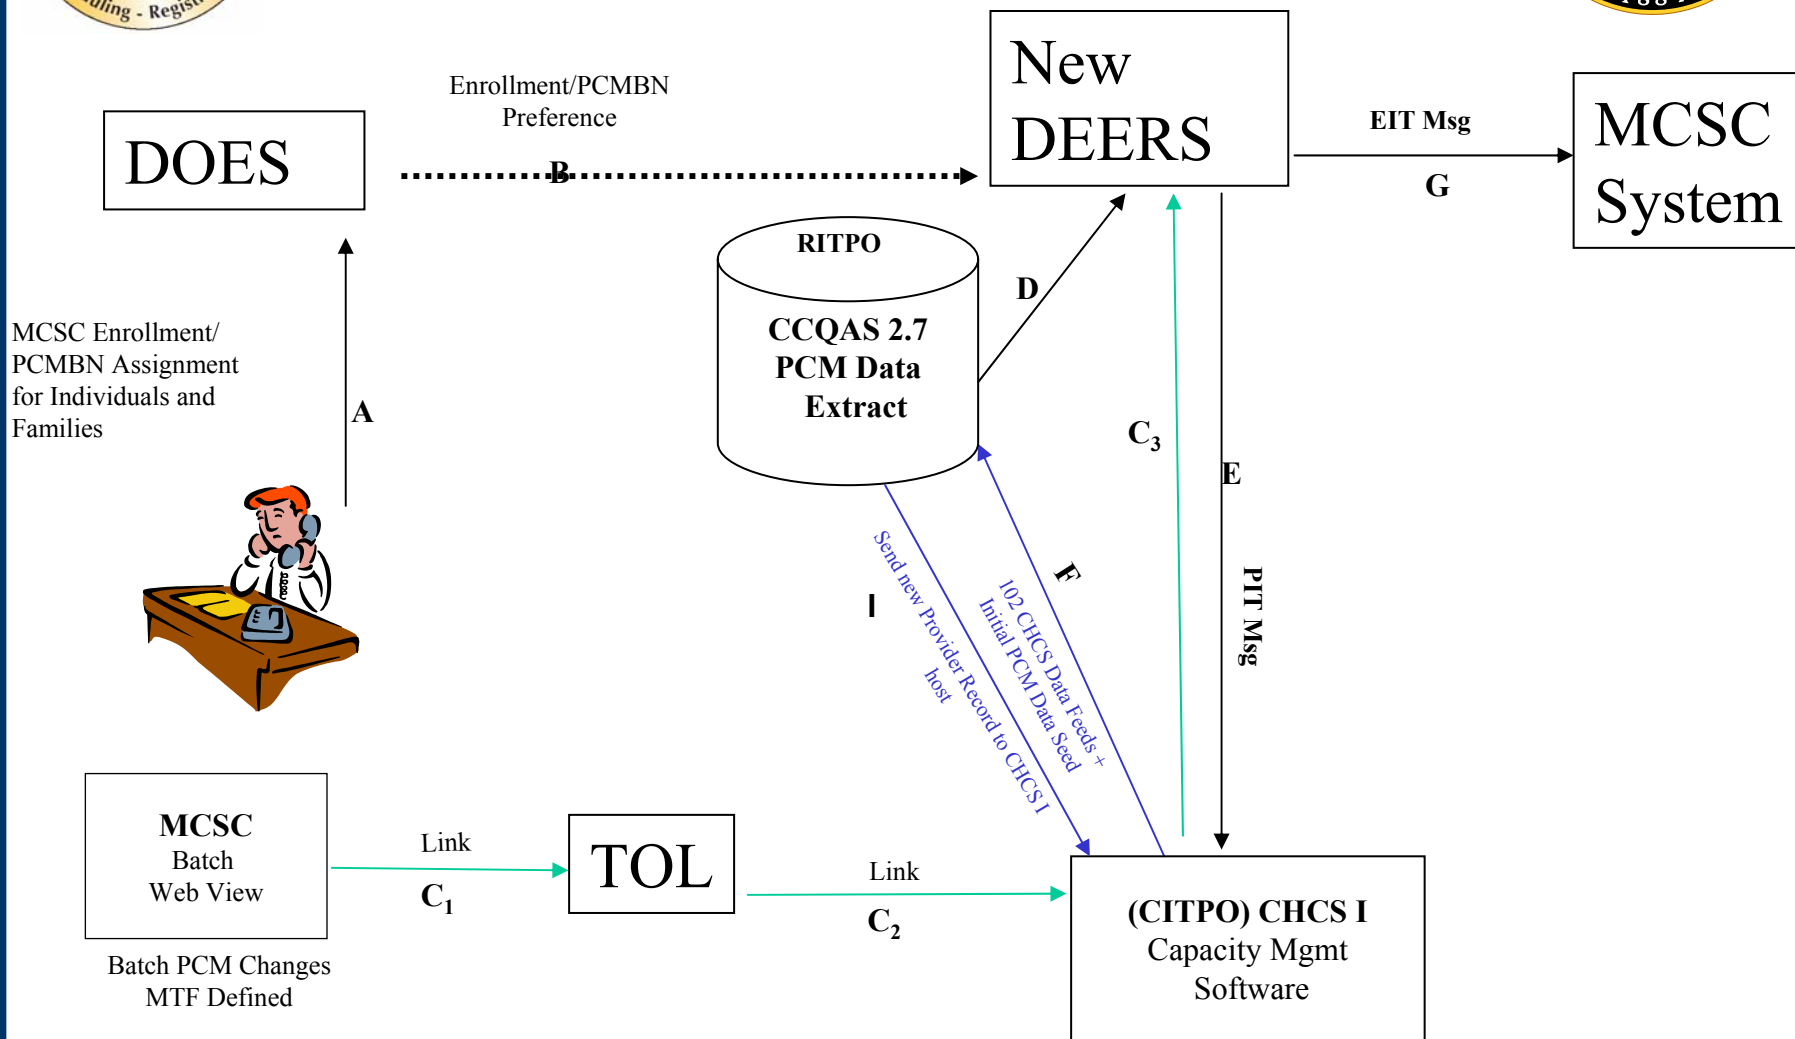 uling - Regist
New
DEERS
Enrollment/PCMBN
Preference
B
DOES
EIT Msg
G
MCSC
System
RITPO
CCQAS 2.7
PCM Data
Extract
D
MCSC Enrollment/
PCMBN Assignment
for Individuals and
Families
A
C3
E
PIT Msg
F
102 CHCS Data Feeds +
Initial PCM Data Seed
I
Send new Provider Record to CHCS I
host
MCSC
Batch
Web View
Batch PCM Changes
MTF Defined
Link
C1
TOL
Link
C2
(CITPO) CHCS I
Capacity Mgmt
Software